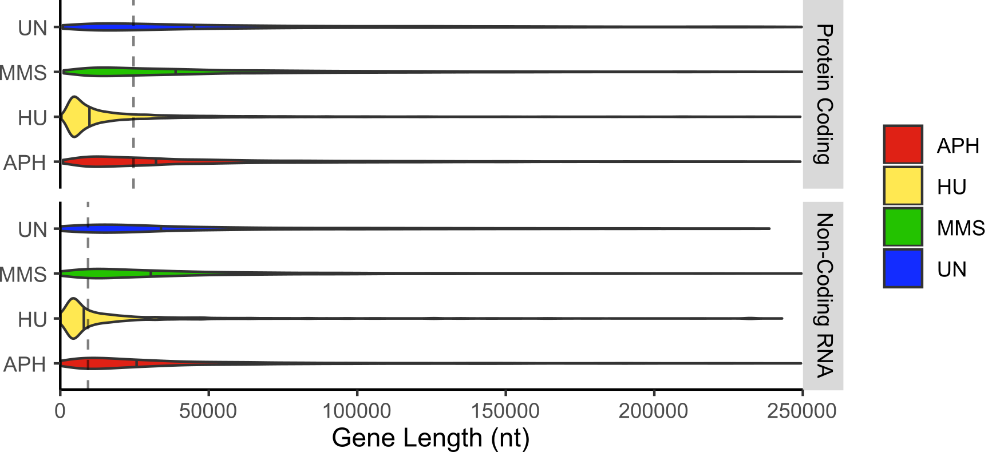 UN
MMS
HU
APH
Protein Coding
UN
MMS
HU
APH
Non-Coding RNA
0 50000 100000 150000 200000 250000
Gene Length (nt)
APH
HU
MMS
UN